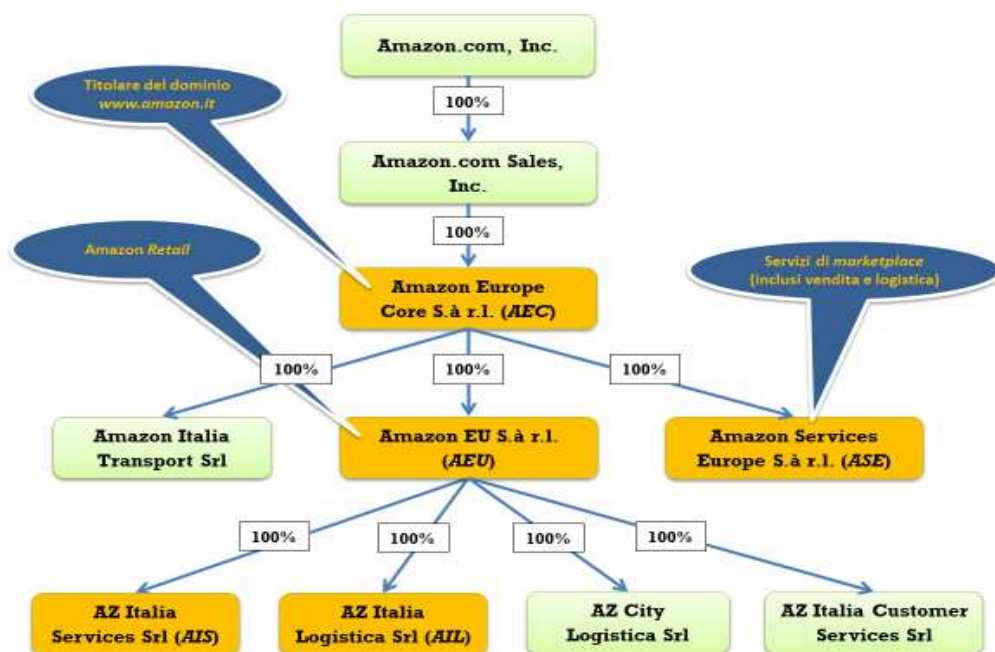 Amazon.com, Inc.
Titolare del dominio
www.amazon.it
100%
Amazon.com Sales,
Inc.
100%
Amazon Retail
Servizi di marketplace
(inclusi vendita e logistica)
Amazon Europe
Core S.à r.l. (AEC)
100%
100%
100%
Amazon Italia
Transport Srl
Amazon EU S.à r.l.
(AEU)
Amazon Services
Europe S.à r.l. (ASE)
100%
100%
100%
100%
AZ Italia
Services Srl (AIS)
AZ Italia
Logistica Srl (AIL)
AZ City
Logistica Srl
AZ Italia Customer
Services Srl